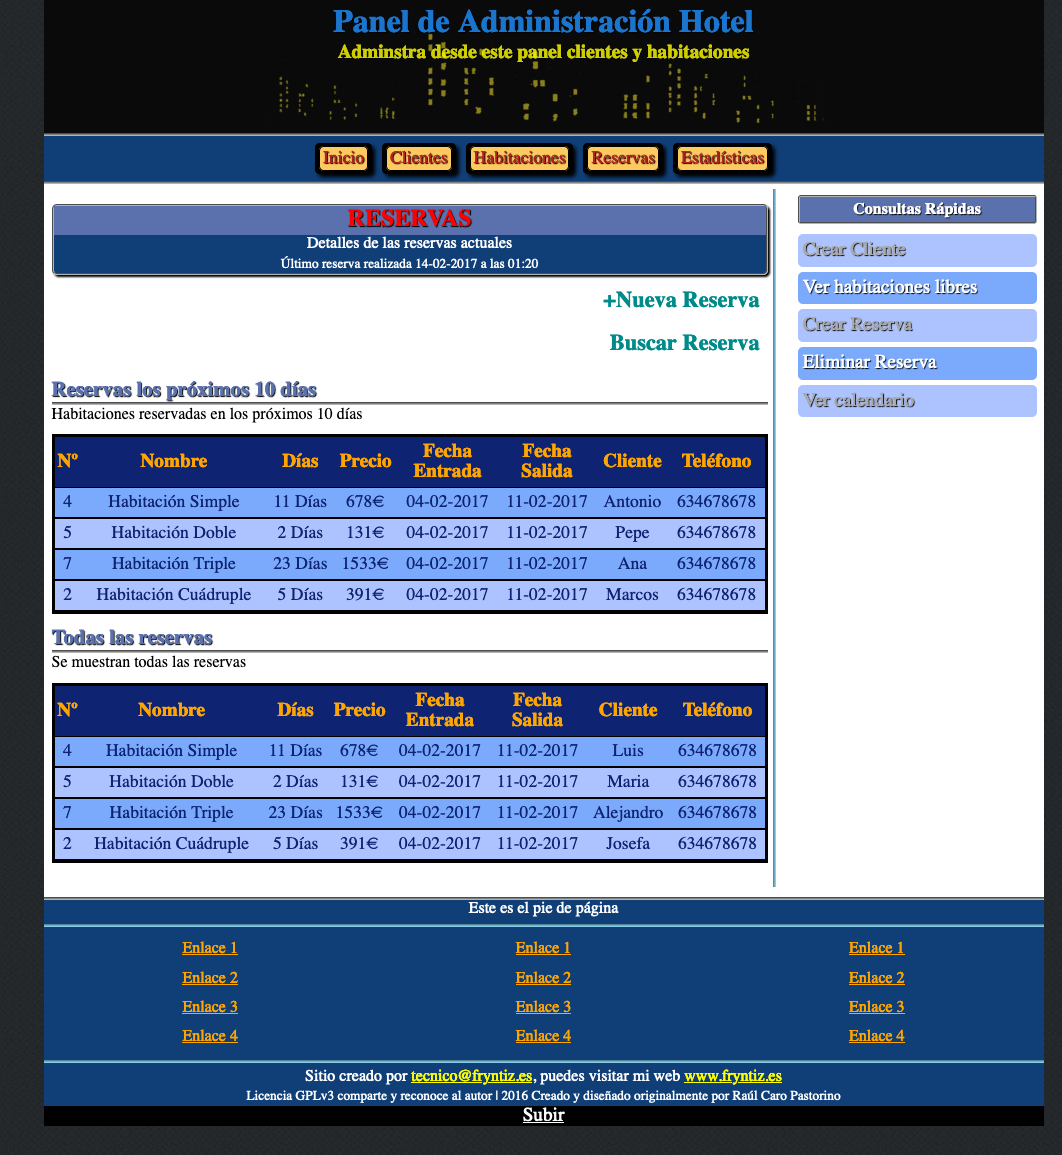 Panel de Administración Hotel
Adminstra desde este panel clientes y habitaciones
Inicio Clientes Habitaciones Reservas Estadísticas
RESERVAS
Detalles de las reservas actuales
Último reserva realizada 14-02-2017 a las 01:20
+Nueva Reserva
Buscar Reserva
Reservas los próximos 10 días
Habitaciones reservadas en los próximos 10 días
Nº Nombre Días Precio Fecha Entrada Fecha Salida Cliente Teléfono
4 Habitación Simple 11 Días 678€ 04-02-2017 11-02-2017 Antonio 634678678
5 Habitación Doble 2 Días 131€ 04-02-2017 11-02-2017 Pepe 634678678
7 Habitación Triple 23 Días 1533€ 04-02-2017 11-02-2017 Ana 634678678
2 Habitación Cuádruple 5 Días 391€ 04-02-2017 11-02-2017 Marcos 634678678
Todas las reservas
Se muestran todas las reservas
Nº Nombre Días Precio Fecha Entrada Fecha Salida Cliente Teléfono
4 Habitación Simple 11 Días 678€ 04-02-2017 11-02-2017 Luis 634678678
5 Habitación Doble 2 Días 131€ 04-02-2017 11-02-2017 Maria 634678678
7 Habitación Triple 23 Días 1533€ 04-02-2017 11-02-2017 Alejandro 634678678
2 Habitación Cuádruple 5 Días 391€ 04-02-2017 11-02-2017 Josefa 634678678
Consultas Rápidas
Crear Cliente
Ver habitaciones libres
Crear Reserva
Eliminar Reserva
Ver calendario
Este es el pie de página
Enlace 1 Enlace 1 Enlace 1
Enlace 2 Enlace 2 Enlace 2
Enlace 3 Enlace 3 Enlace 3
Enlace 4 Enlace 4 Enlace 4
Sitio creado por tecnico@fryntiz.es, puedes visitar mi web www.fryntiz.es
Licencia GPLv3 comparte y reconoce al autor | 2016 Creado y diseñado originalmente por Raúl Caro Pastorino
Subir